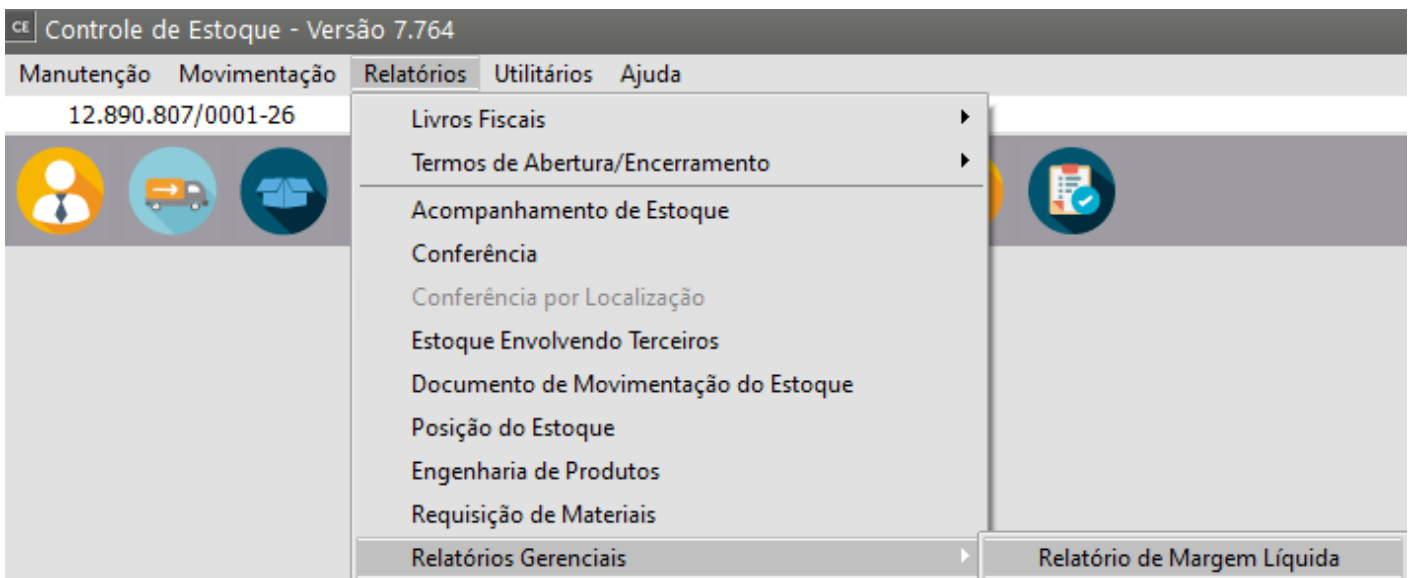 CE Controle de Estoque - Versão 7.764
Manutenção Movimentação Relatórios Utilitários Ajuda
12.890.807/0001-26
Livros Fiscais
Termos de Abertura/Encerramento
Acompanhamento de Estoque
Conferência
Conferência por Localização
Estoque Envolvendo Terceiros
Documento de Movimentação do Estoque
Posição do Estoque
Engenharia de Produtos
Requisição de Materiais
Relatórios Gerenciais
Relatório de Margem Líquida